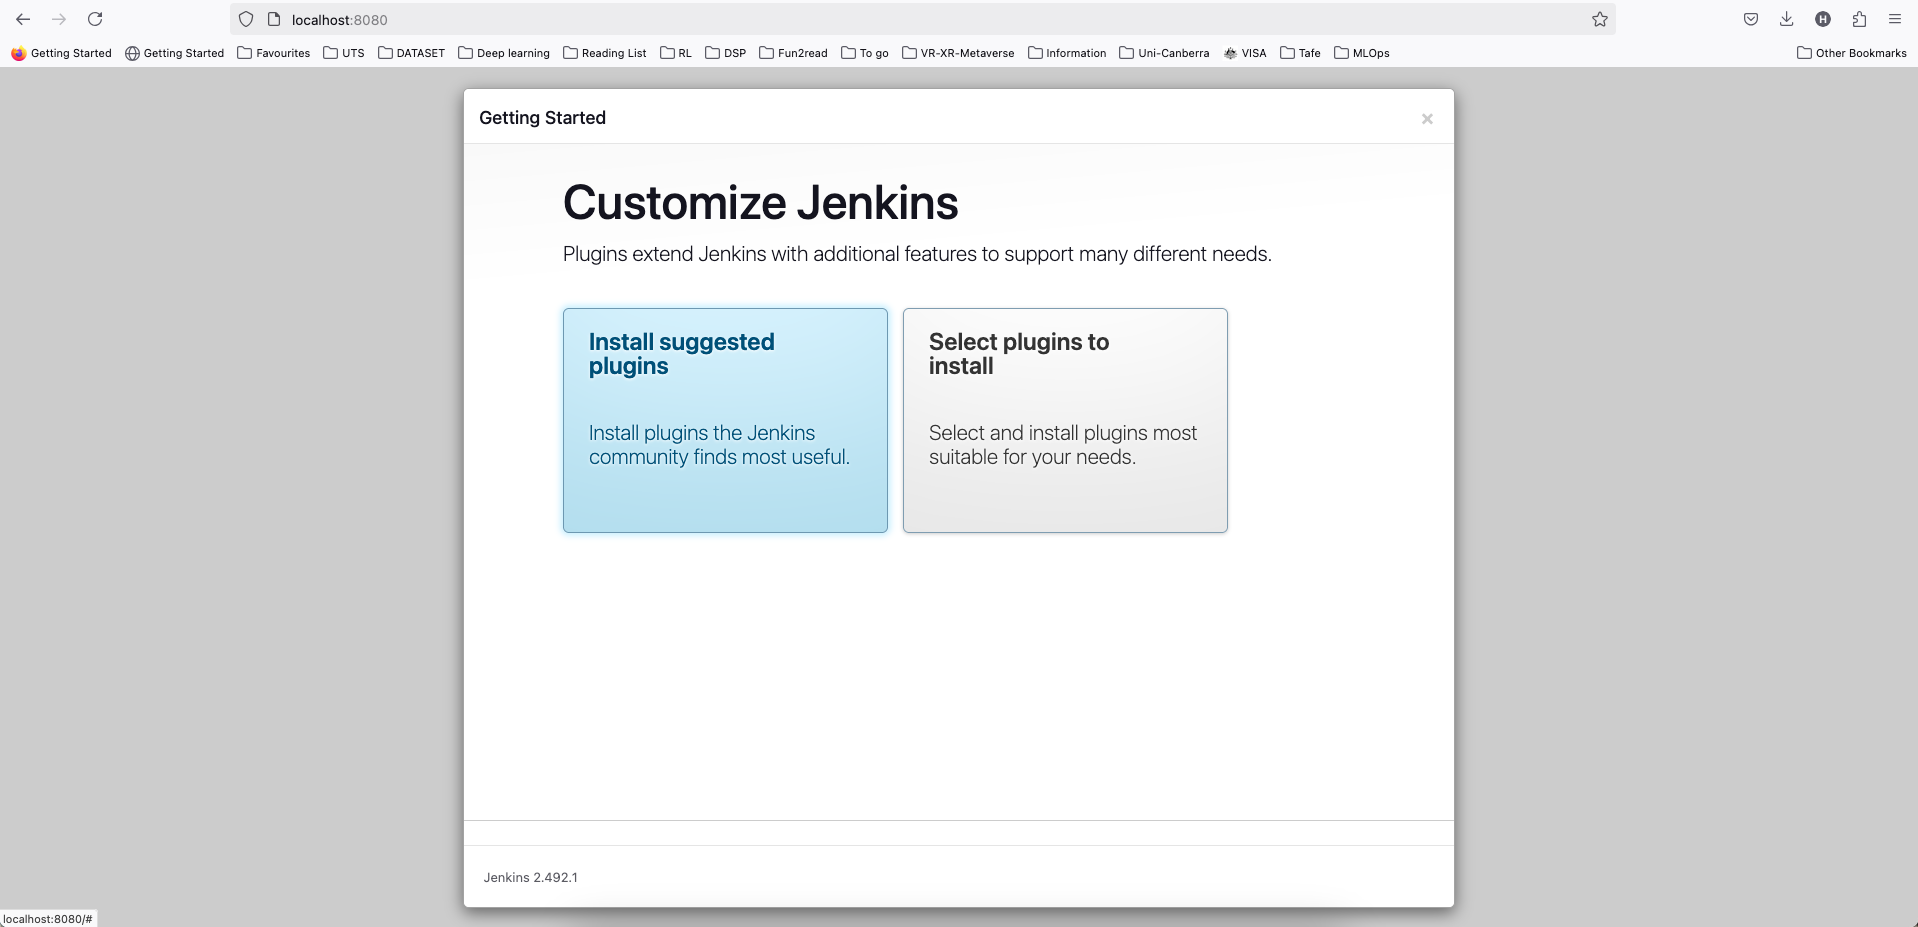 localhost:8080
H
Getting Started Getting Started Favourites UTS DATASET Deep learning Reading List RL DSP Fun2read To go VR-XR-Metaverse Information Uni-Canberra VISA Tafe MLOps Other Bookmarks
Getting Started ×
Customize Jenkins
Plugins extend Jenkins with additional features to support many different needs.
Install suggested
plugins
Install plugins the Jenkins
community finds most useful.
Select plugins to
install
Select and install plugins most
suitable for your needs.
Jenkins 2.492.1
localhost:8080/#